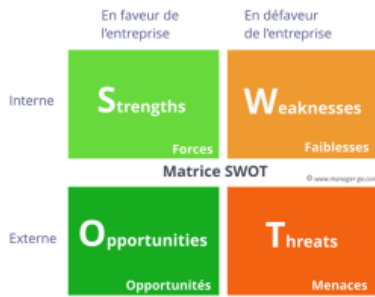 En faveur de
l'entreprise
En défaveur
de l'entreprise
Interne
Strengths
Forces
Weaknesses
Faiblesses
Matrice SWOT
© www.manager-go.com
Externe
Opportunities
Opportunités
Threats
Menaces